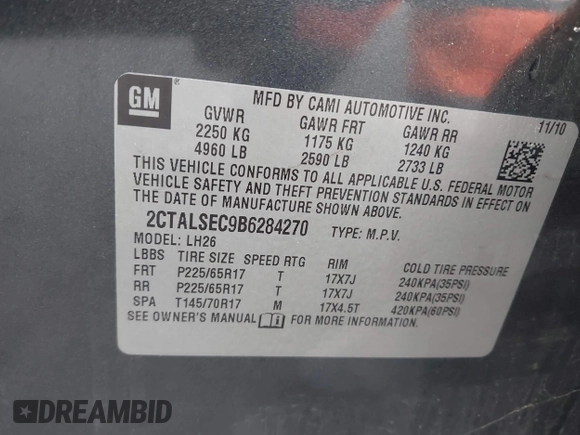 GM
MFD BY CAMI AUTOMOTIVE INC.
11/10
GVWR GAWR FRT GAWR RR
2250 KG 1175 KG 1240 KG
4960 LB 2590 LB 2733 LB
THIS VEHICLE CONFORMS TO ALL APPLICABLE U.S. FEDERAL MOTOR
VEHICLE SAFETY AND THEFT PREVENTION STANDARDS IN EFFECT ON
THE DATE OF MANUFACTURE SHOWN ABOVE.
2CTALSEC9B6284270 TYPE: M.P.V.
MODEL: LH26
LBBS TIRE SIZE SPEED RTG RIM COLD TIRE PRESSURE
FRT P225/65R17 T 17X7J 240KPA(35PSI)
RR P225/65R17 T 17X7J 240KPA(35PSI)
SPA T145/70R17 M 17X4.5T 420KPA(60PSI)
SEE OWNER'S MANUAL FOR MORE INFORMATION.
DREAMBID